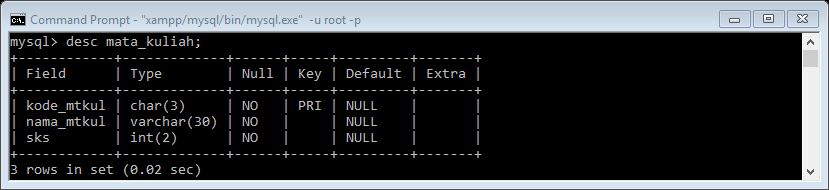 Command Prompt - "xampp/mysql/bin/mysql.exe" -u root -p
mysql> desc mata_kuliah;
+------------+-------------+------+-----+---------+-------+
| Field      | Type        | Null | Key | Default | Extra |
+------------+-------------+------+-----+---------+-------+
| kode_mtkul | char(3)     | NO   | PRI | NULL    |       |
| nama_mtkul | varchar(30) | NO   |     | NULL    |       |
| sks        | int(2)      | NO   |     | NULL    |       |
+------------+-------------+------+-----+---------+-------+
3 rows in set (0.02 sec)